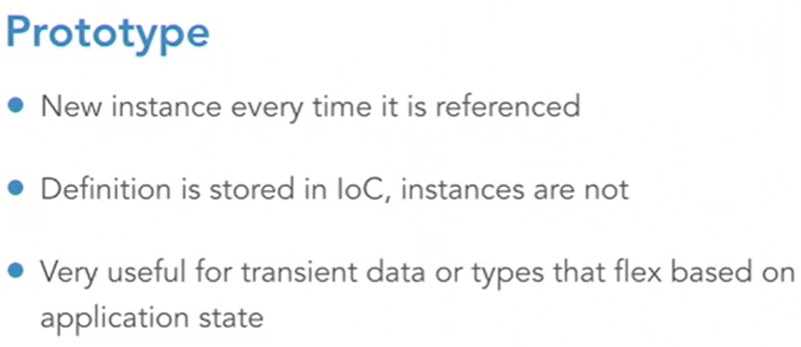 Prototype
New instance every time it is referenced
Definition is stored in IoC, instances are not
Very useful for transient data or types that flex based on
application state